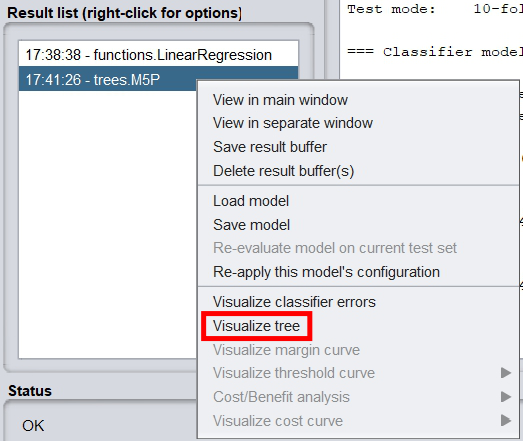 Result list (right-click for options)
Test mode: 10-fol
=== Classifier model
17:38:38 - functions.LinearRegression
17:41:26 - trees.M5P
View in main window
View in separate window
Save result buffer
Delete result buffer(s)
Load model
Save model
Re-evaluate model on current test set
Re-apply this model's configuration
Visualize classifier errors
Visualize tree
Visualize margin curve
Visualize threshold curve
Cost/Benefit analysis
Visualize cost curve
Status
OK